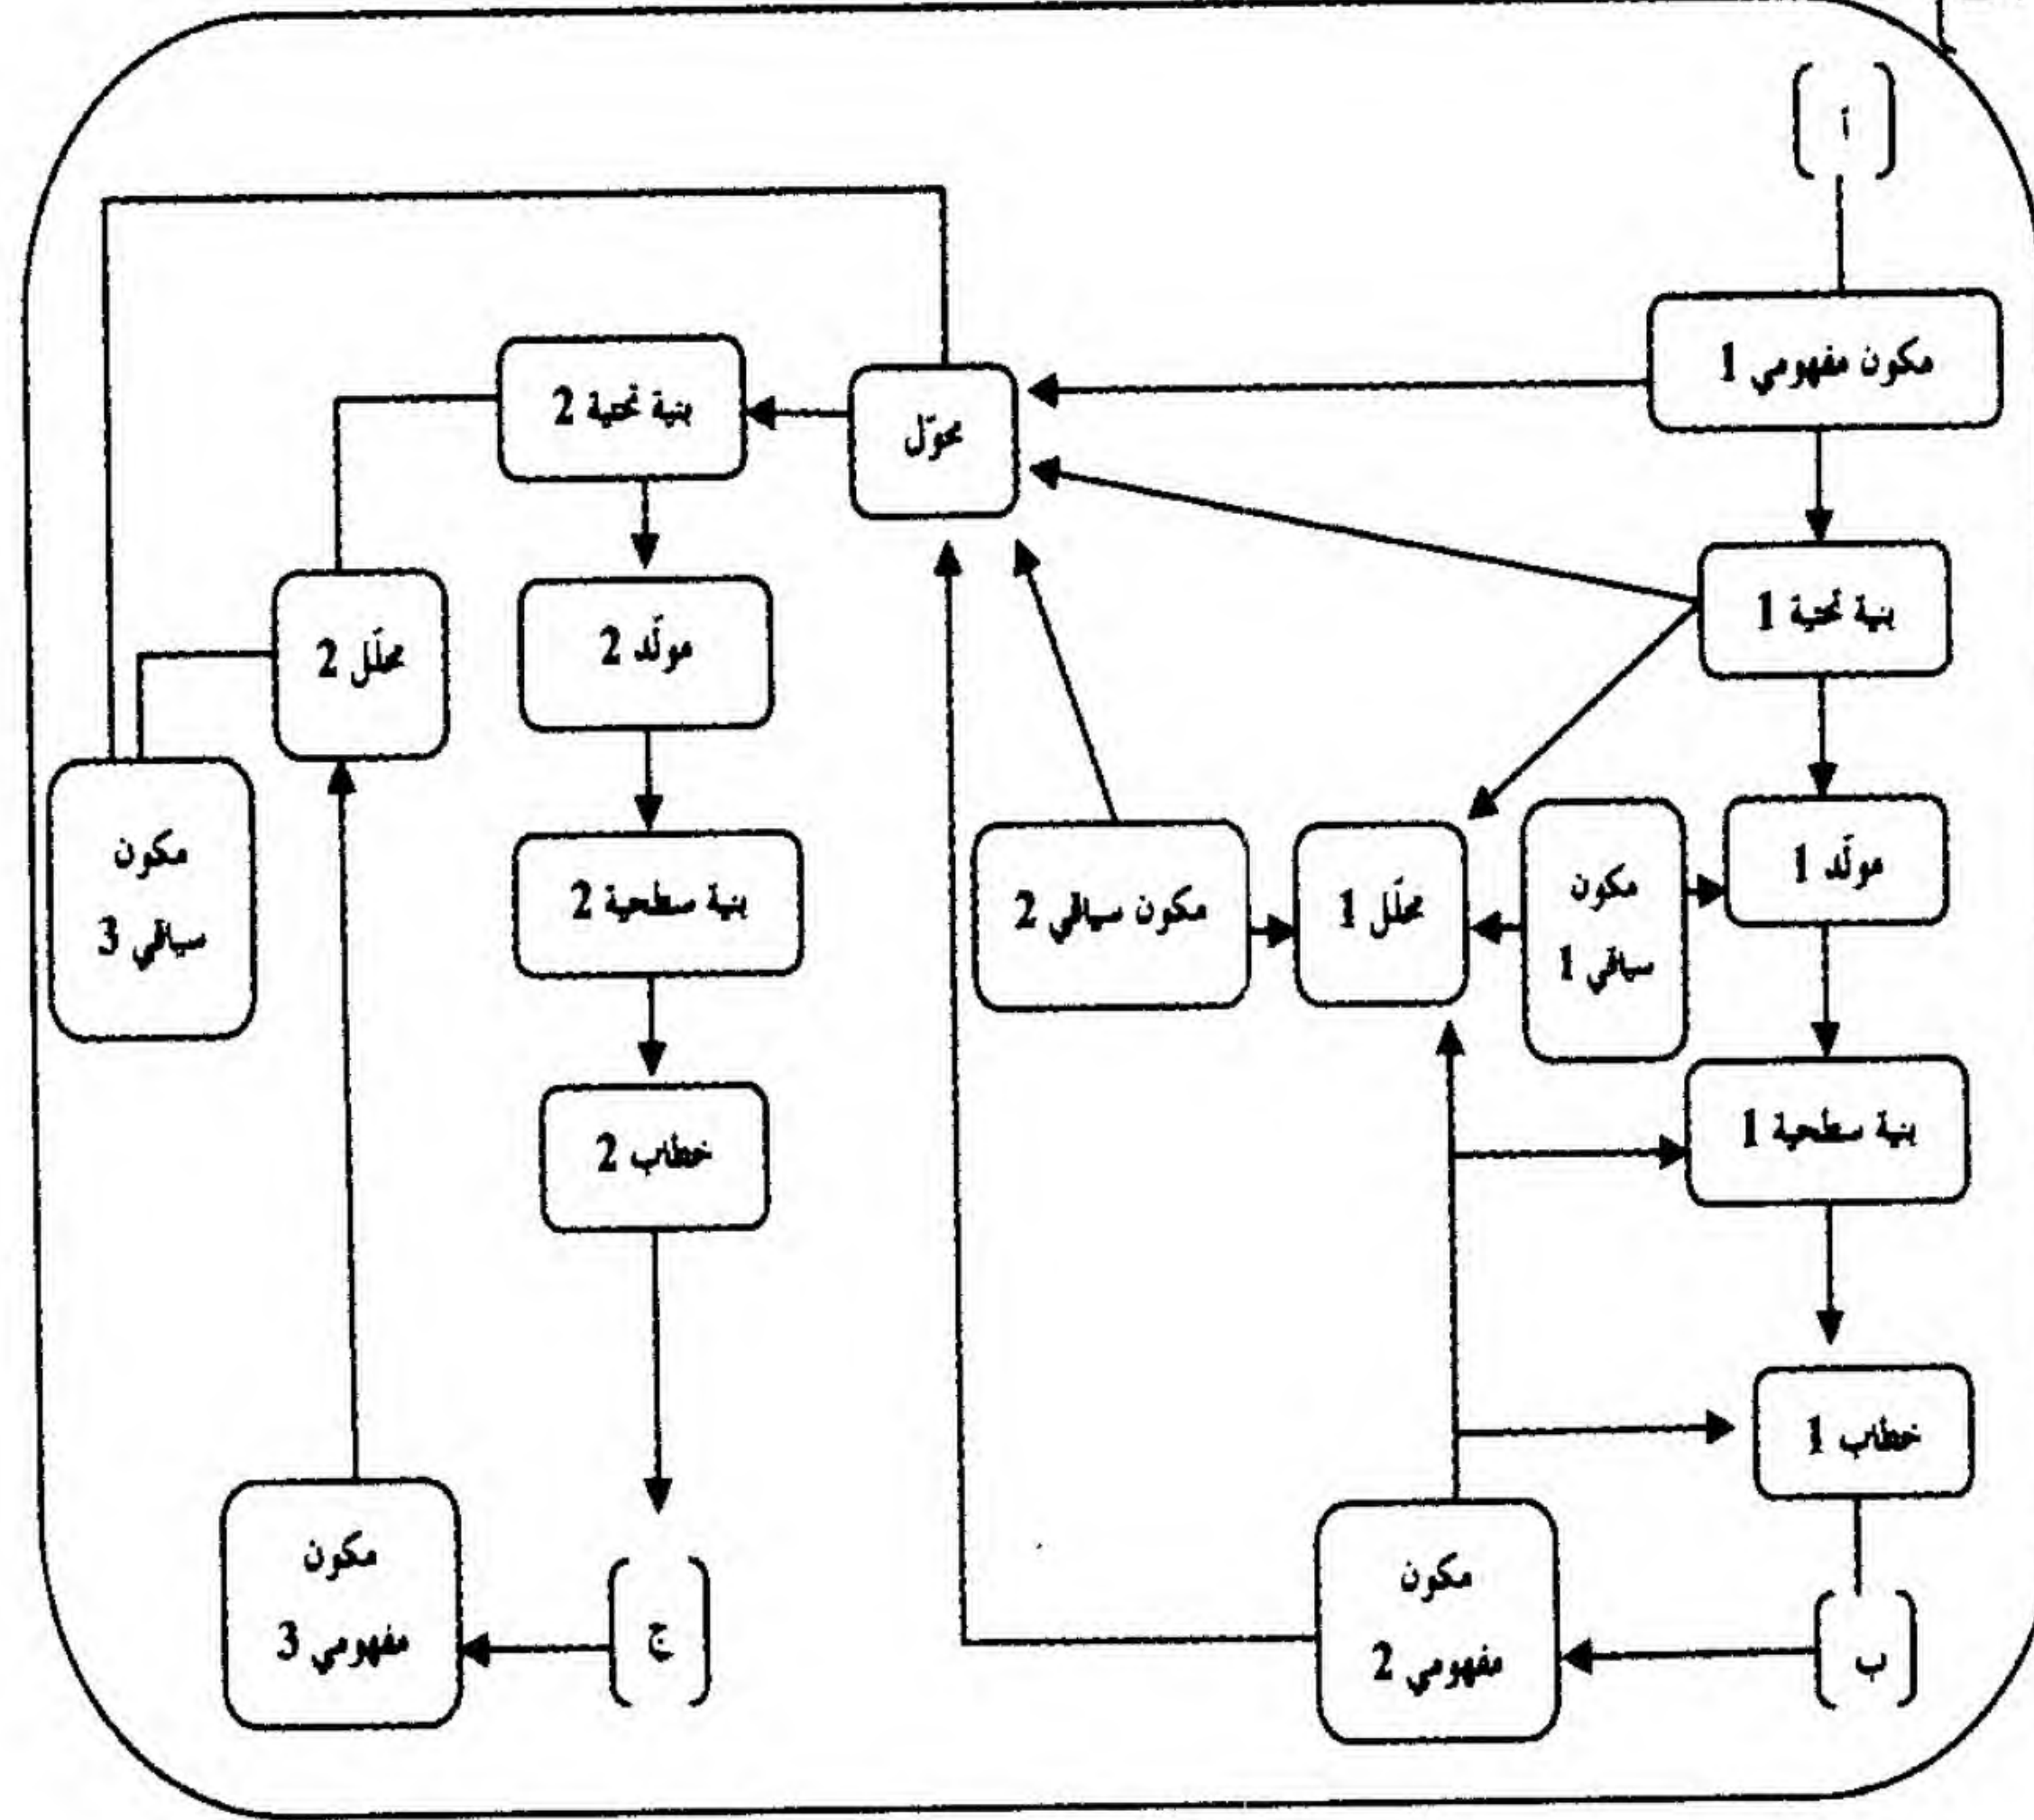 [ أ ]
مكون مفهومي 1
بنية تحتية 2
محوّل
بنية تحتية 1
محلّل 2
مولّد 2
مكون
سياقي 3
بنية سطحية 2
مكون سياقي 2
محلّل 1
مكون
سياقي 1
مولّد 1
بنية سطحية 1
خطاب 2
خطاب 1
مكون
مفهومي 3
[ ج ]
مكون
مفهومي 2
[ ب ]